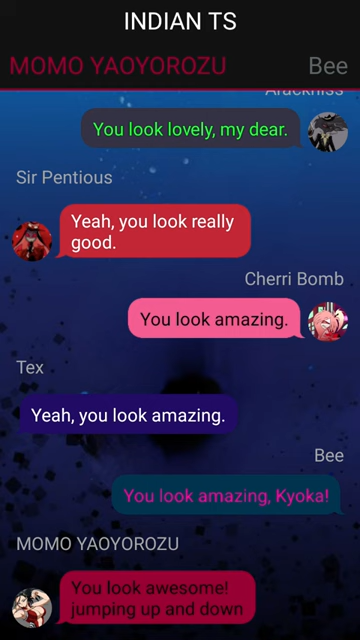 INDIAN TS
MOMO YAOYOROZU
Bee
Arackniss
You look lovely, my dear.
Sir Pentious
Yeah, you look really
good.
Cherri Bomb
You look amazing.
Tex
Yeah, you look amazing.
Bee
You look amazing, Kyoka!
MOMO YAOYOROZU
You look awesome!
jumping up and down